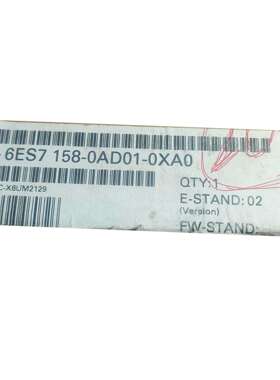 6ES7 158-0AD01-0XA0
QTY:1
C-X6UM2129
E-STAND: 02
(Version)
FW-STAND: